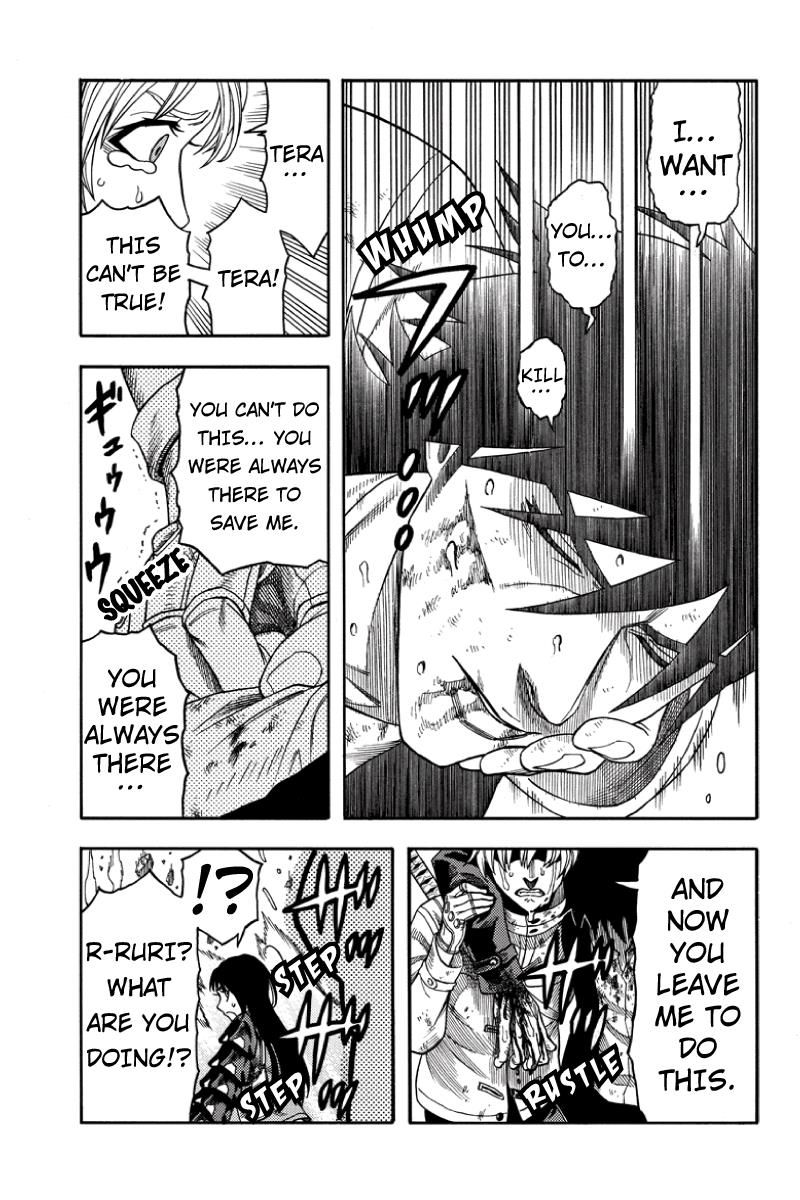 I...
WANT
...
YOU...
TO...
KILL
...
WHUMP
TERA
...
TERA!
THIS
CAN'T BE
TRUE!
YOU CAN'T DO
THIS... YOU
WERE ALWAYS
THERE TO
SAVE ME.
ギュウウウ
SQUEEZE
YOU
WERE
ALWAYS
THERE
...
AND
NOW
YOU
LEAVE
ME TO
DO
THIS.
RUSTLE
!?
R-RURI?
WHAT
ARE YOU
DOING!?
STEP
STEP